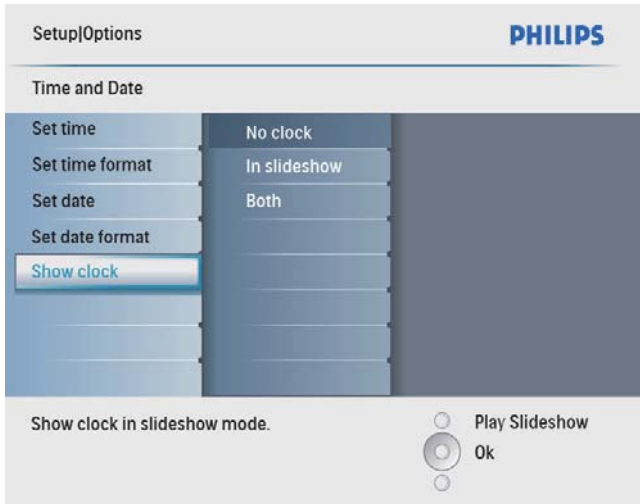 Setup|Options
PHILIPS
Time and Date
Set time
Set time format
Set date
Set date format
Show clock
No clock
In slideshow
Both
Show clock in slideshow mode.
Play Slideshow
Ok